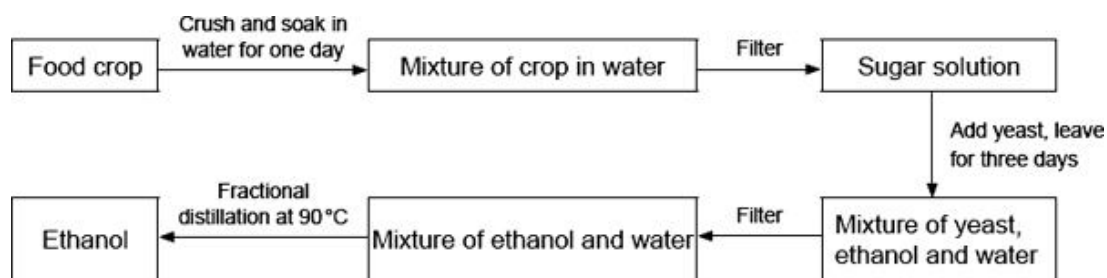 Crush and soak in
water for one day
Food crop
Mixture of crop in water
Filter
Sugar solution
Add yeast, leave
for three days
Mixture of yeast,
ethanol and water
Filter
Mixture of ethanol and water
Fractional
distillation at 90°C
Ethanol